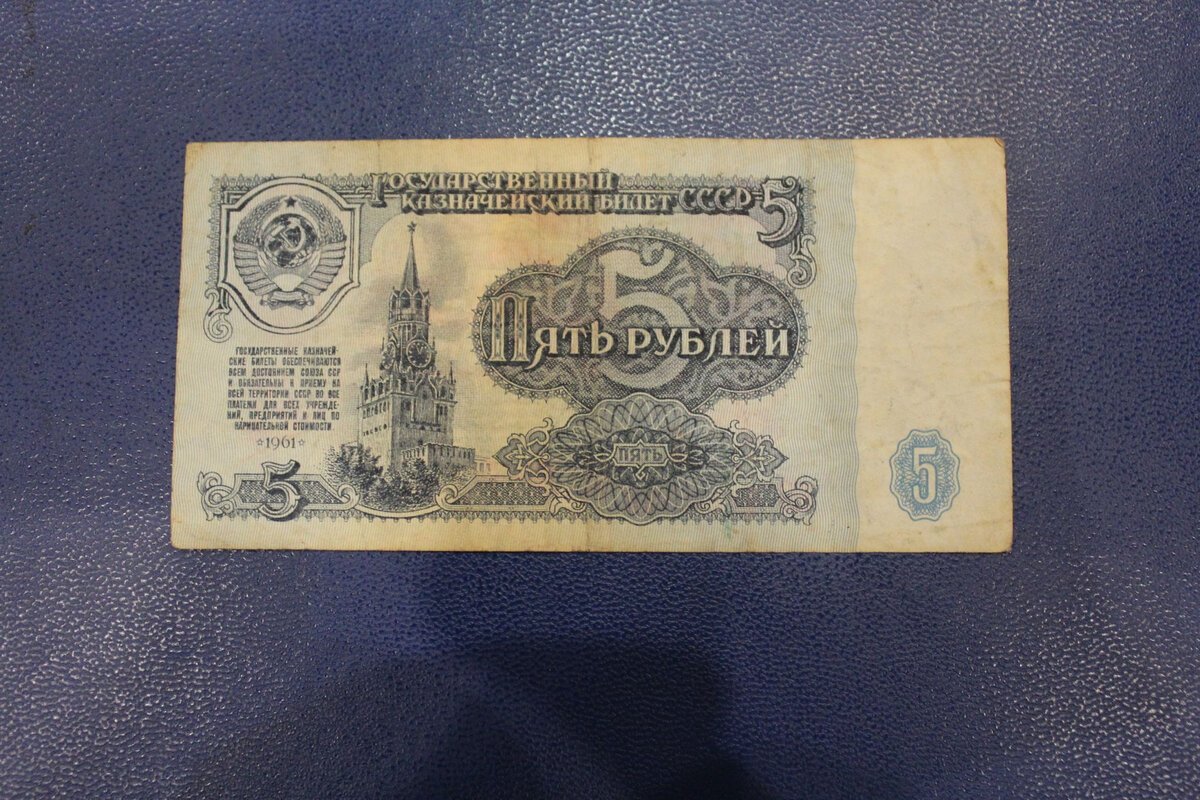 ГОСУДАРСТВЕННЫЙ
КАЗНАЧЕЙСКИЙ БИЛЕТ СССР 5
5
ПЯТЬ РУБЛЕЙ
ГОСУДАРСТВЕННЫЕ КАЗНАЧЕЙ-
СКИЕ БИЛЕТЫ ОБЕСПЕЧИВАЮТСЯ
ВСЕМ ДОСТОЯНИЕМ СОЮЗА ССР
И ОБЯЗАТЕЛЬНЫ К ПРИЕМУ НА
ВСЕЙ ТЕРРИТОРИИ СССР ВО ВСЕ
ПЛАТЕЖИ ДЛЯ ВСЕХ УЧРЕЖДЕ-
НИЙ, ПРЕДПРИЯТИЙ И ЛИЦ ПО
НАРИЦАТЕЛЬНОЙ СТОИМОСТИ
1961
ПЯТЬ
5
5